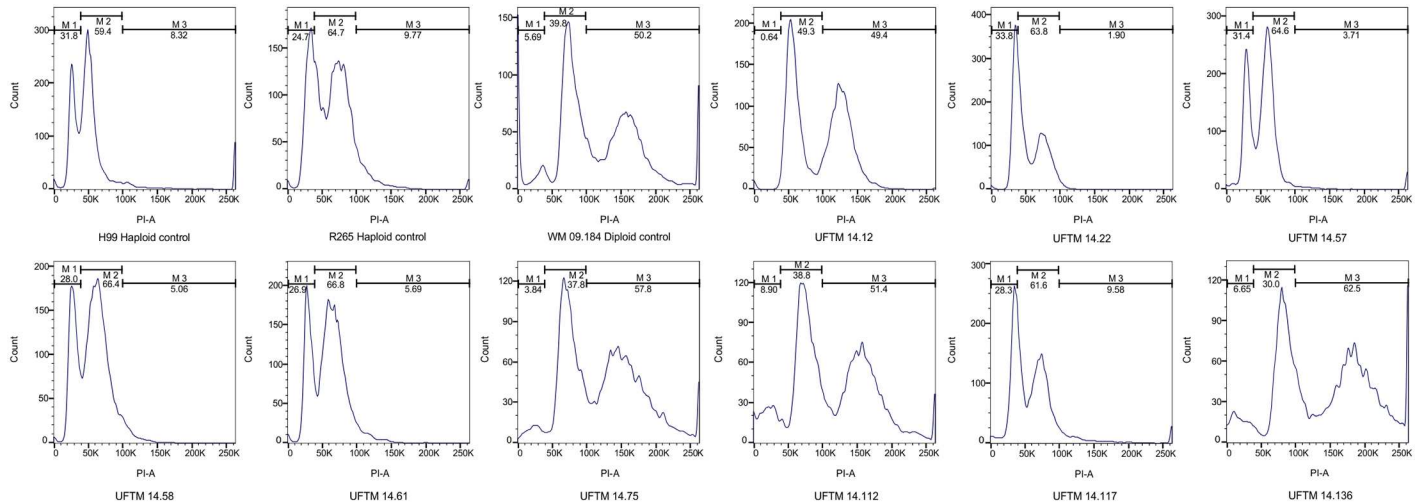 M 1 M 2 M 3
31.8 59.4 8.32
300
200
100
0
Count
0 50K 100K 150K 200K 250K
PI-A
H99 Haploid control
M 1 M 2 M 3
24.7 64.7 9.77
200
150
100
50
0
Count
0 50K 100K 150K 200K 250K
PI-A
R265 Haploid control
M 1 M 2 M 3
5.69 39.8 50.2
150
100
50
0
Count
0 50K 100K 150K 200K 250K
PI-A
WM 09.184 Diploid control
M 1 M 2 M 3
0.64 49.3 49.4
200
150
100
50
0
Count
0 50K 100K 150K 200K 250K
PI-A
UFTM 14.12
M 1 M 2 M 3
33.8 63.8 1.90
400
300
200
100
0
Count
0 50K 100K 150K 200K 250K
PI-A
UFTM 14.22
M 1 M 2 M 3
31.4 64.6 3.71
300
200
100
0
Count
0 50K 100K 150K 200K 250K
PI-A
UFTM 14.57
M 1 M 2 M 3
28.0 66.4 5.06
200
150
100
50
0
Count
0 50K 100K 150K 200K 250K
PI-A
UFTM 14.58
M 1 M 2 M 3
26.9 66.8 5.69
200
150
100
50
0
Count
0 50K 100K 150K 200K 250K
PI-A
UFTM 14.61
M 1 M 2 M 3
3.84 37.8 57.8
120
90
60
30
0
Count
0 50K 100K 150K 200K 250K
PI-A
UFTM 14.75
M 1 M 2 M 3
8.90 38.8 51.4
120
90
60
30
0
Count
0 50K 100K 150K 200K 250K
PI-A
UFTM 14.112
M 1 M 2 M 3
28.3 61.6 9.58
300
200
100
0
Count
0 50K 100K 150K 200K 250K
PI-A
UFTM 14.117
M 1 M 2 M 3
6.65 30.0 62.5
120
90
60
30
0
Count
0 50K 100K 150K 200K 250K
PI-A
UFTM 14.136